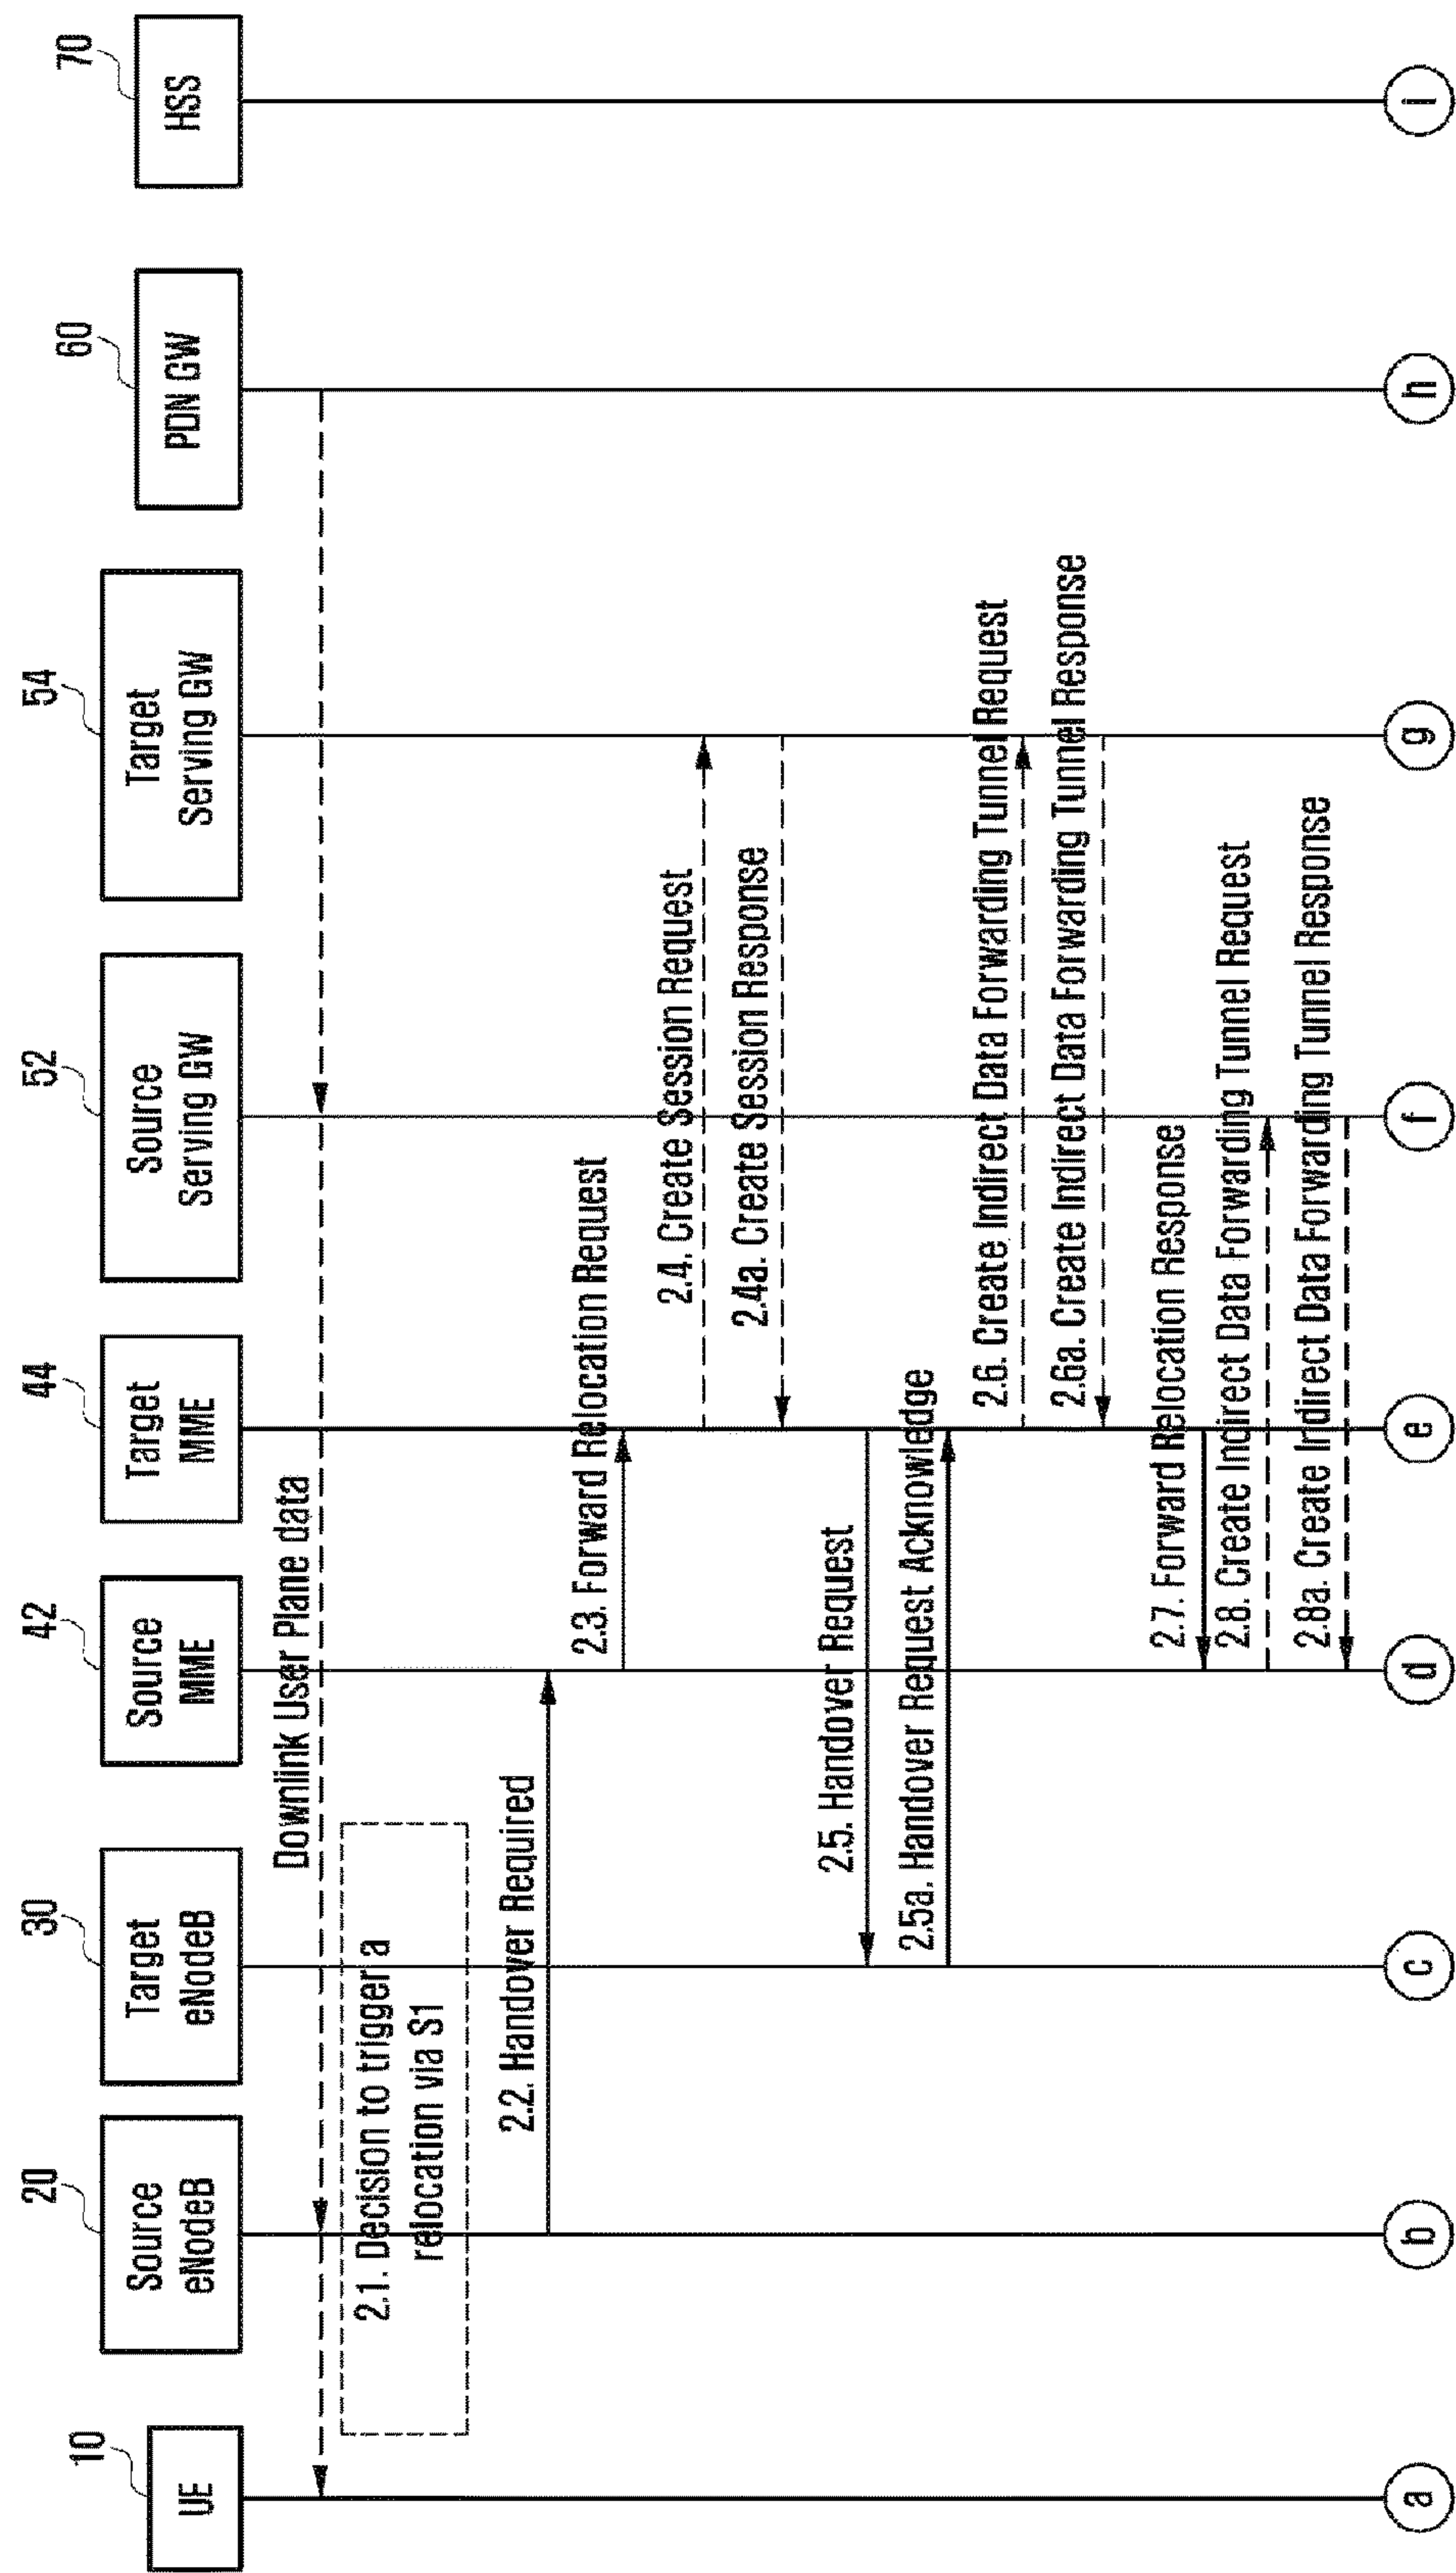 10
20
30
42
44
52
54
60
70
UE
Source
eNodeB
Target
eNodeB
Source
MME
Target
MME
Source
Serving GW
Target
Serving GW
PDN GW
HSS
Downlink User Plane data
2.1. Decision to trigger a
relocation via S1
2.2. Handover Required
2.3. Forward Relocation Request
2.4. Create Session Request
2.4a. Create Session Response
2.5. Handover Request
2.5a. Handover Request Acknowledge
2.6. Create Indirect Data Forwarding Tunnel Request
2.6a. Create Indirect Data Forwarding Tunnel Response
2.7. Forward Relocation Response
2.8. Create Indirect Data Forwarding Tunnel Request
2.8a. Create Indirect Data Forwarding Tunnel Response
a
b
c
d
e
f
g
h
i